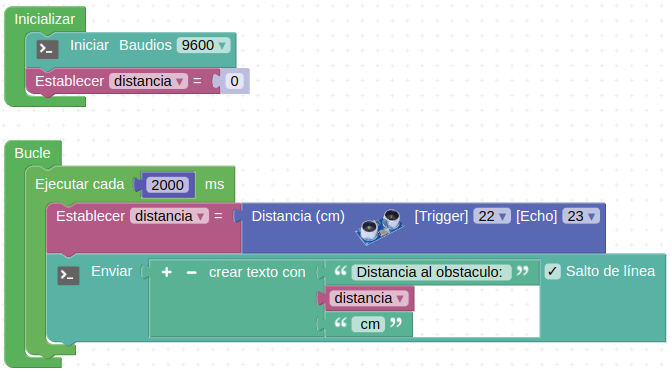 Inicializar
Iniciar Baudios 9600
Establecer distancia = 0
Bucle
Ejecutar cada 2000 ms
Establecer distancia = Distancia (cm) [Trigger] 22 [Echo] 23
Enviar + − crear texto con “ Distancia al obstaculo: ” ✓ Salto de línea
distancia
“ cm ”